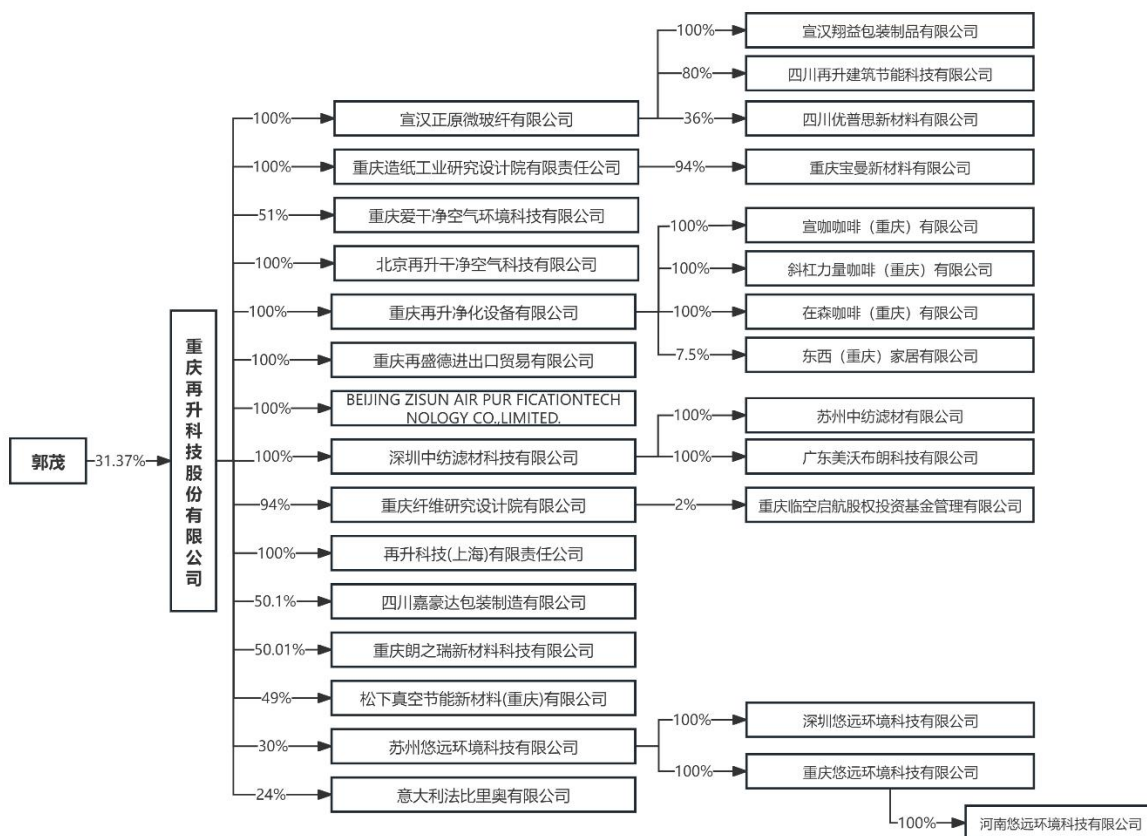 郭茂
31.37%
重庆再升科技股份有限公司
100%
宣汉正原微玻纤有限公司
100%
宣汉翔益包装制品有限公司
80%
四川再升建筑节能科技有限公司
36%
四川优普思新材料有限公司
100%
重庆造纸工业研究设计院有限责任公司
94%
重庆宝曼新材料有限公司
51%
重庆爱干净空气环境科技有限公司
100%
北京再升干净空气科技有限公司
100%
重庆再升净化设备有限公司
100%
宣咖咖啡（重庆）有限公司
100%
斜杠力量咖啡（重庆）有限公司
100%
在森咖啡（重庆）有限公司
7.5%
东西（重庆）家居有限公司
100%
重庆再盛德进出口贸易有限公司
100%
BEIJING ZISUN AIR PUR FICATIONTECH
NOLOGY CO.,LIMITED.
100%
深圳中纺滤材科技有限公司
100%
苏州中纺滤材有限公司
100%
广东美沃布朗科技有限公司
94%
重庆纤维研究设计院有限公司
2%
重庆临空启航股权投资基金管理有限公司
100%
再升科技(上海)有限责任公司
50.1%
四川嘉豪达包装制造有限公司
50.01%
重庆朗之瑞新材料科技有限公司
49%
松下真空节能新材料(重庆)有限公司
30%
苏州悠远环境科技有限公司
100%
深圳悠远环境科技有限公司
100%
重庆悠远环境科技有限公司
100%
河南悠远环境科技有限公司
24%
意大利法比里奥有限公司